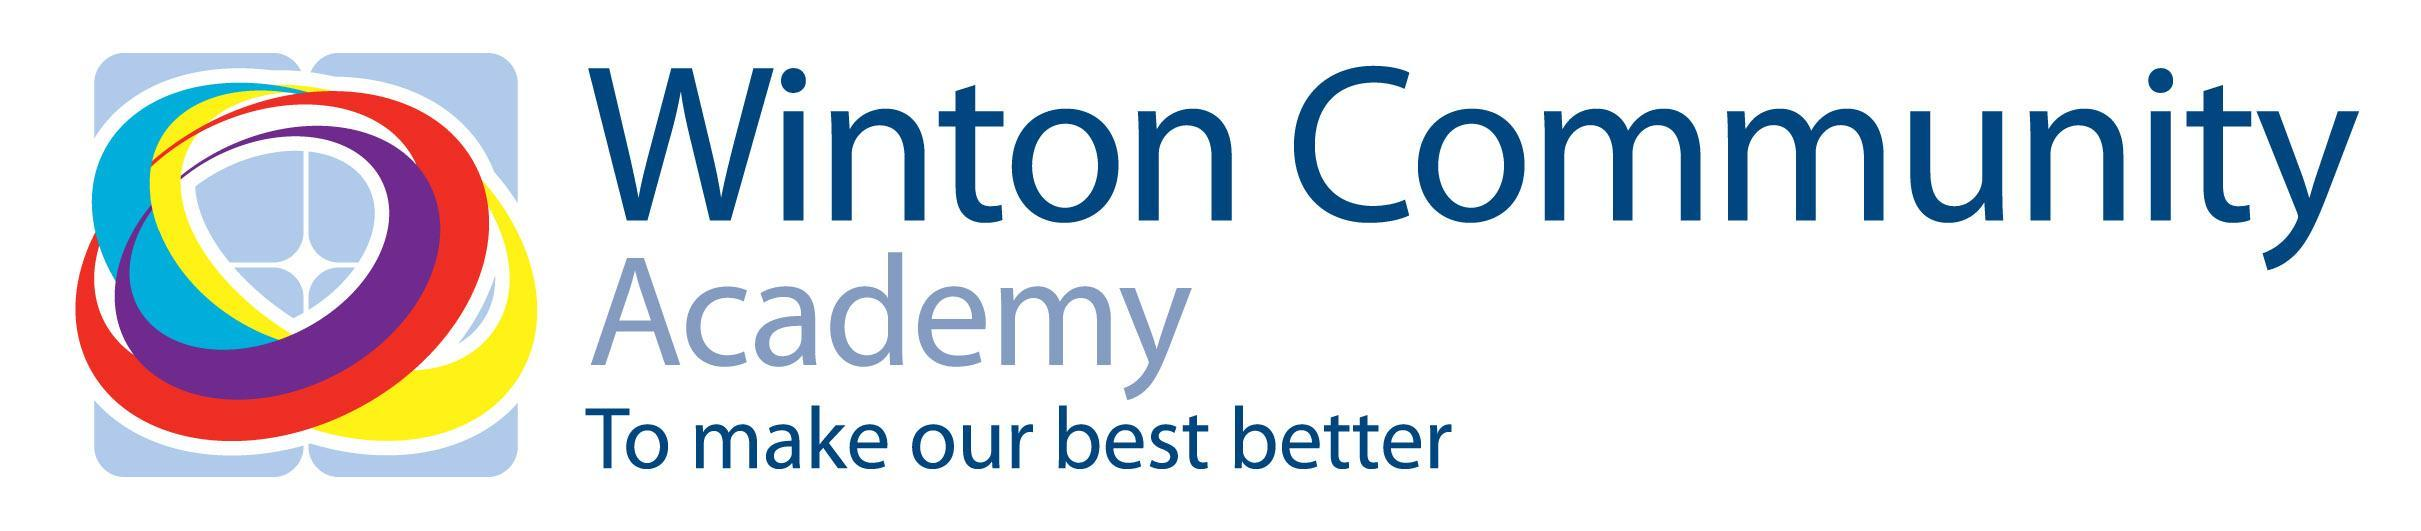 Winton Community
Academy
To make our best better